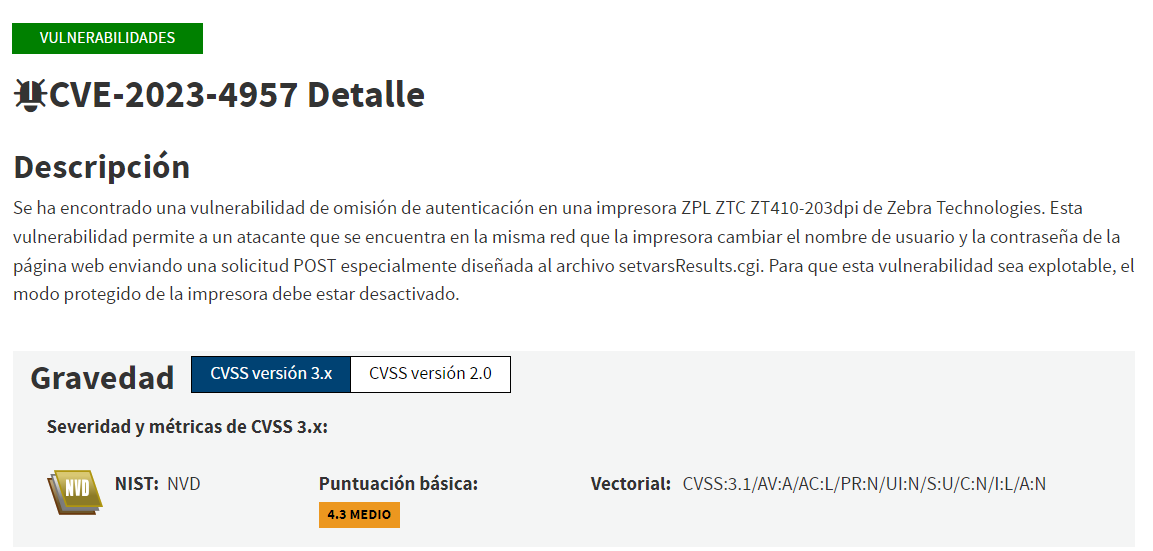 VULNERABILIDADES
CVE-2023-4957 Detalle
Descripción
Se ha encontrado una vulnerabilidad de omisión de autenticación en una impresora ZPL ZTC ZT410-203dpi de Zebra Technologies. Esta
vulnerabilidad permite a un atacante que se encuentra en la misma red que la impresora cambiar el nombre de usuario y la contraseña de la
página web enviando una solicitud POST especialmente diseñada al archivo setvarsResults.cgi. Para que esta vulnerabilidad sea explotable, el
modo protegido de la impresora debe estar desactivado.
Gravedad CVSS versión 3.x CVSS versión 2.0
Severidad y métricas de CVSS 3.x:
NVD NIST: NVD Puntuación básica: Vectorial: CVSS:3.1/AV:A/AC:L/PR:N/UI:N/S:U/C:N/I:L/A:N
4.3 MEDIO